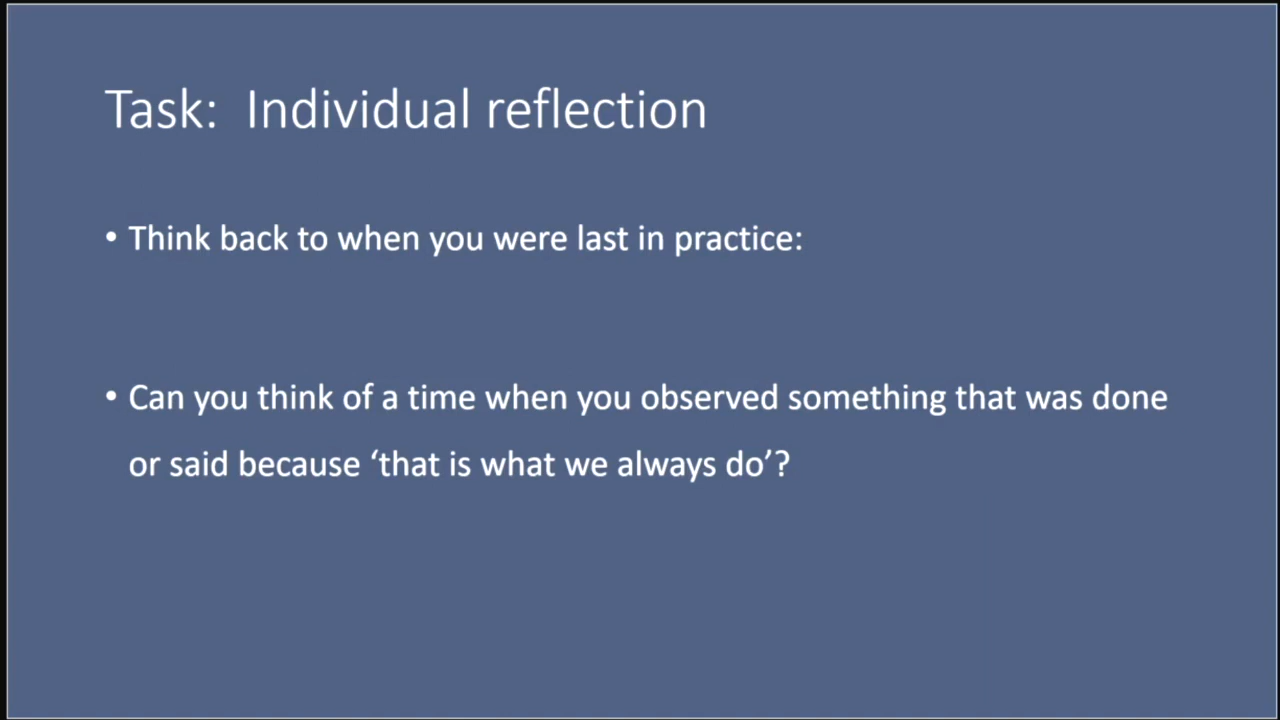 Task:  Individual reflection
• Think back to when you were last in practice:
• Can you think of a time when you observed something that was done
or said because ‘that is what we always do’?